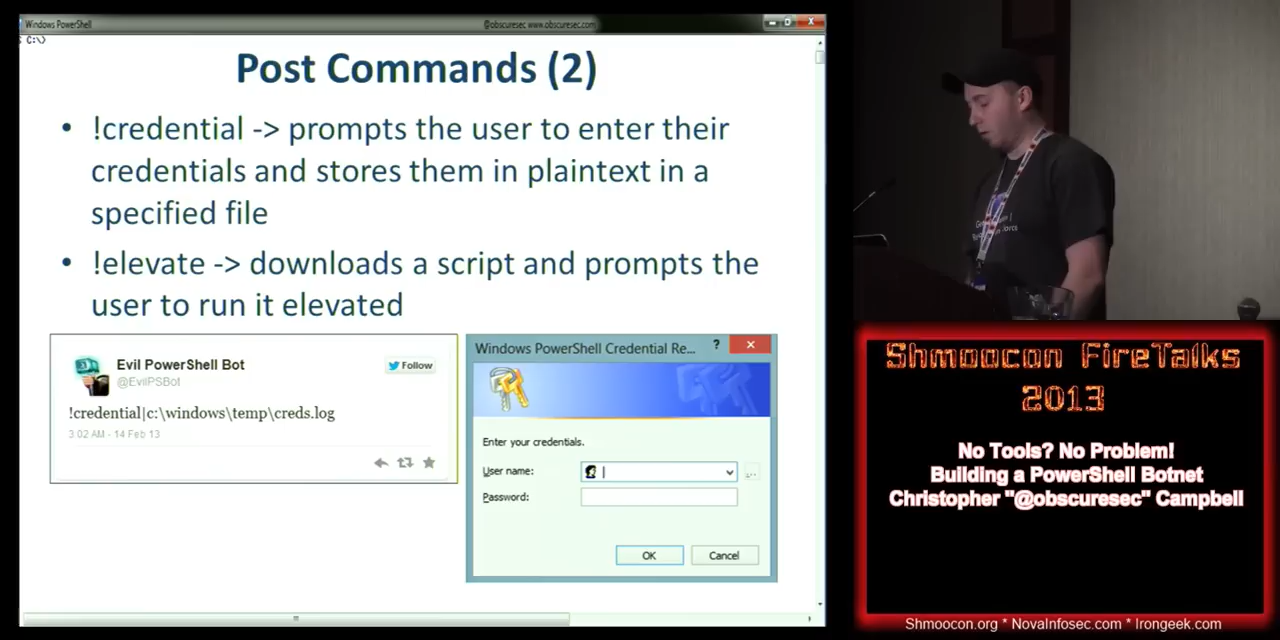 Windows PowerShell
@obscuresec www.obscuresec.com
C:\>
Post Commands (2)
• !credential -> prompts the user to enter their
credentials and stores them in plaintext in a
specified file
• !elevate -> downloads a script and prompts the
user to run it elevated
Evil PowerShell Bot
@EvilPSBot
Follow
!credential|c:\windows\temp\creds.log
3:02 AM - 14 Feb 13
Windows PowerShell Credential Re...
?
Enter your credentials.
User name:
Password:
OK
Cancel
Shmoocon FireTalks
2013
No Tools? No Problem!
Building a PowerShell Botnet
Christopher "@obscuresec" Campbell
Shmoocon.org * NovaInfosec.com * Irongeek.com